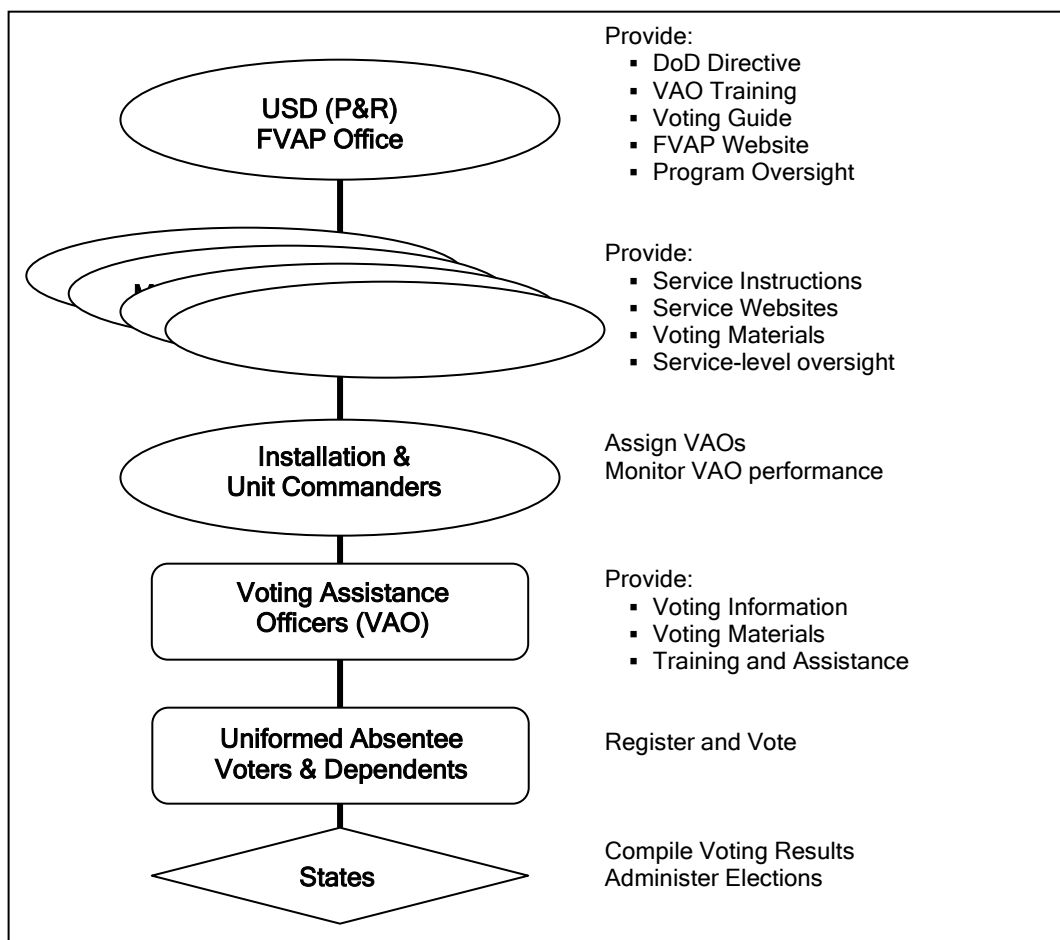 USD (P&R)
FVAP Office
Provide:
▪ DoD Directive
▪ VAO Training
▪ Voting Guide
▪ FVAP Website
▪ Program Oversight
Provide:
▪ Service Instructions
▪ Service Websites
▪ Voting Materials
▪ Service-level oversight
Installation &
Unit Commanders
Assign VAOs
Monitor VAO performance
Voting Assistance
Officers (VAO)
Provide:
▪ Voting Information
▪ Voting Materials
▪ Training and Assistance
Uniformed Absentee
Voters & Dependents
Register and Vote
States
Compile Voting Results
Administer Elections